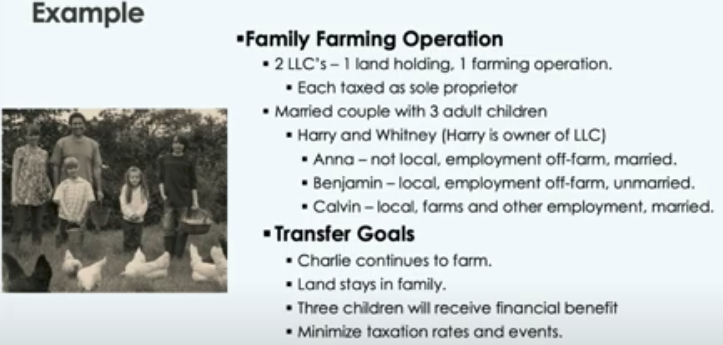 Example
▪Family Farming Operation
▪ 2 LLC's – 1 land holding, 1 farming operation.
▪ Each taxed as sole proprietor
▪ Married couple with 3 adult children
▪ Harry and Whitney (Harry is owner of LLC)
▪ Anna – not local, employment off-farm, married.
▪ Benjamin – local, employment off-farm, unmarried.
▪ Calvin – local, farms and other employment, married.
▪ Transfer Goals
▪ Charlie continues to farm.
▪ Land stays in family.
▪ Three children will receive financial benefit
▪ Minimize taxation rates and events.